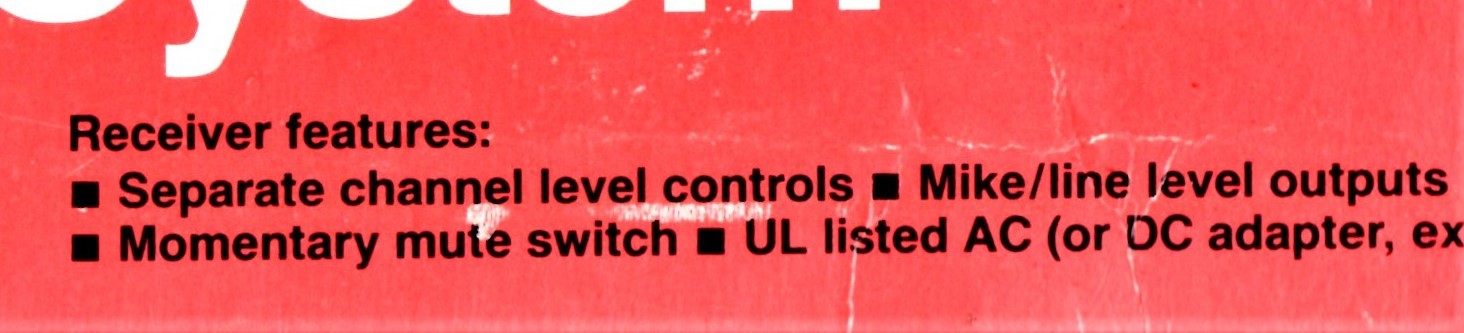 System
Receiver features:
■ Separate channel level controls ■ Mike/line level outputs
■ Momentary mute switch ■ UL listed AC (or DC adapter, ex